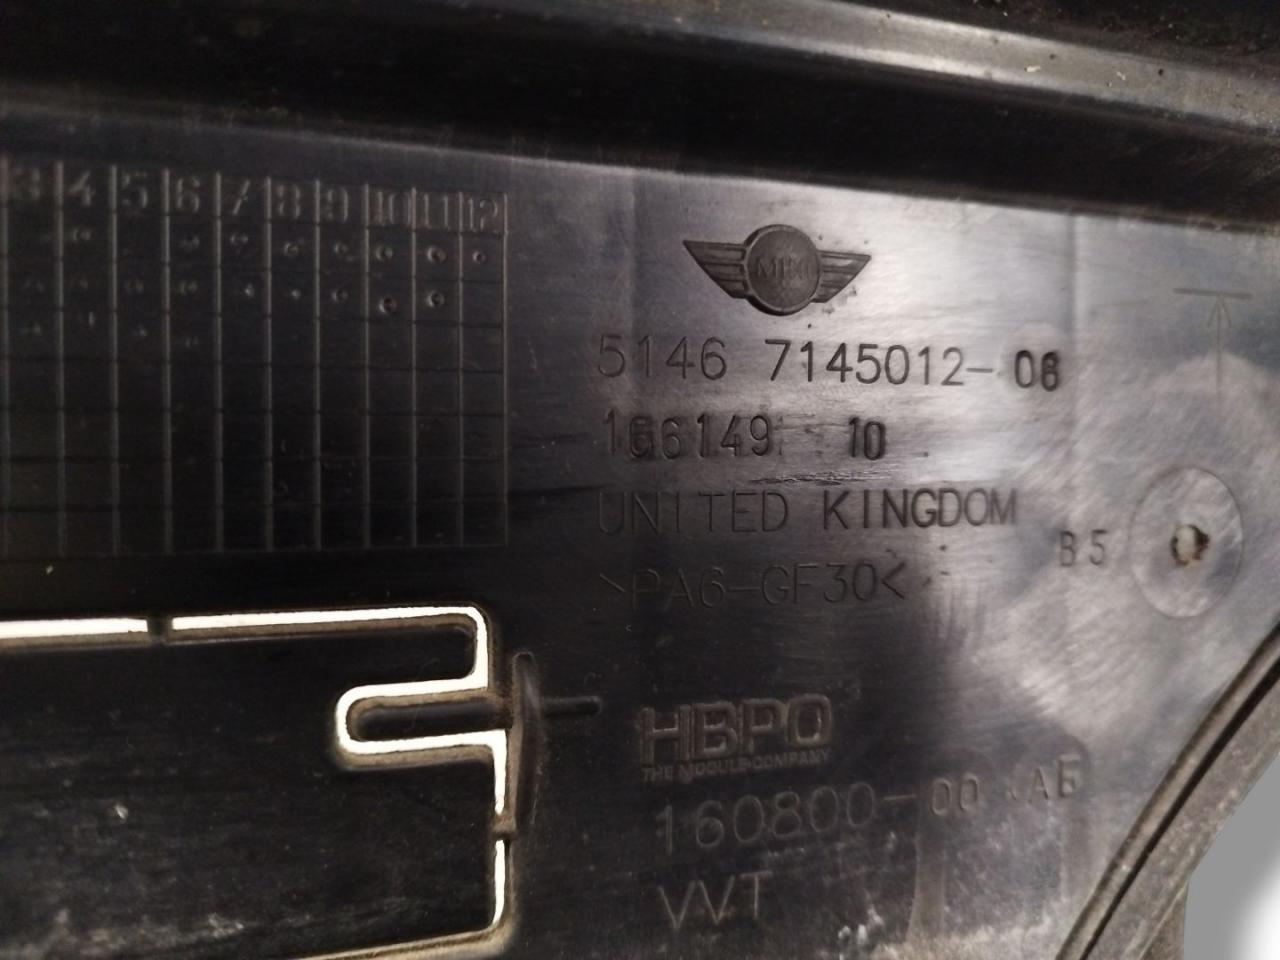 3 4 5 6 7 8 9 10 11 12
MINI
5146 7145012-06
166149 10
UNITED KINGDOM
B5
>PA6-GF30<
HBPO
THE MODULE COMPANY
160800-00
VVT